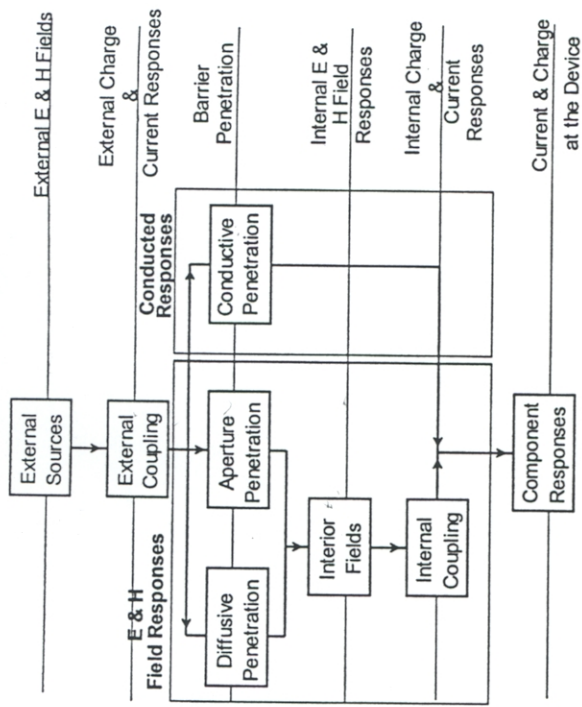 External E & H Fields
External Charge
&
Current Responses
Barrier
Penetration
Internal E &
H Field
Responses
Internal Charge
&
Current
Responses
Current & Charge
at the Device
Conducted
Responses
Conductive
Penetration
External
Sources
External
Coupling
Aperture
Penetration
E & H
Field Responses
Diffusive
Penetration
Interior
Fields
Internal
Coupling
Component
Responses